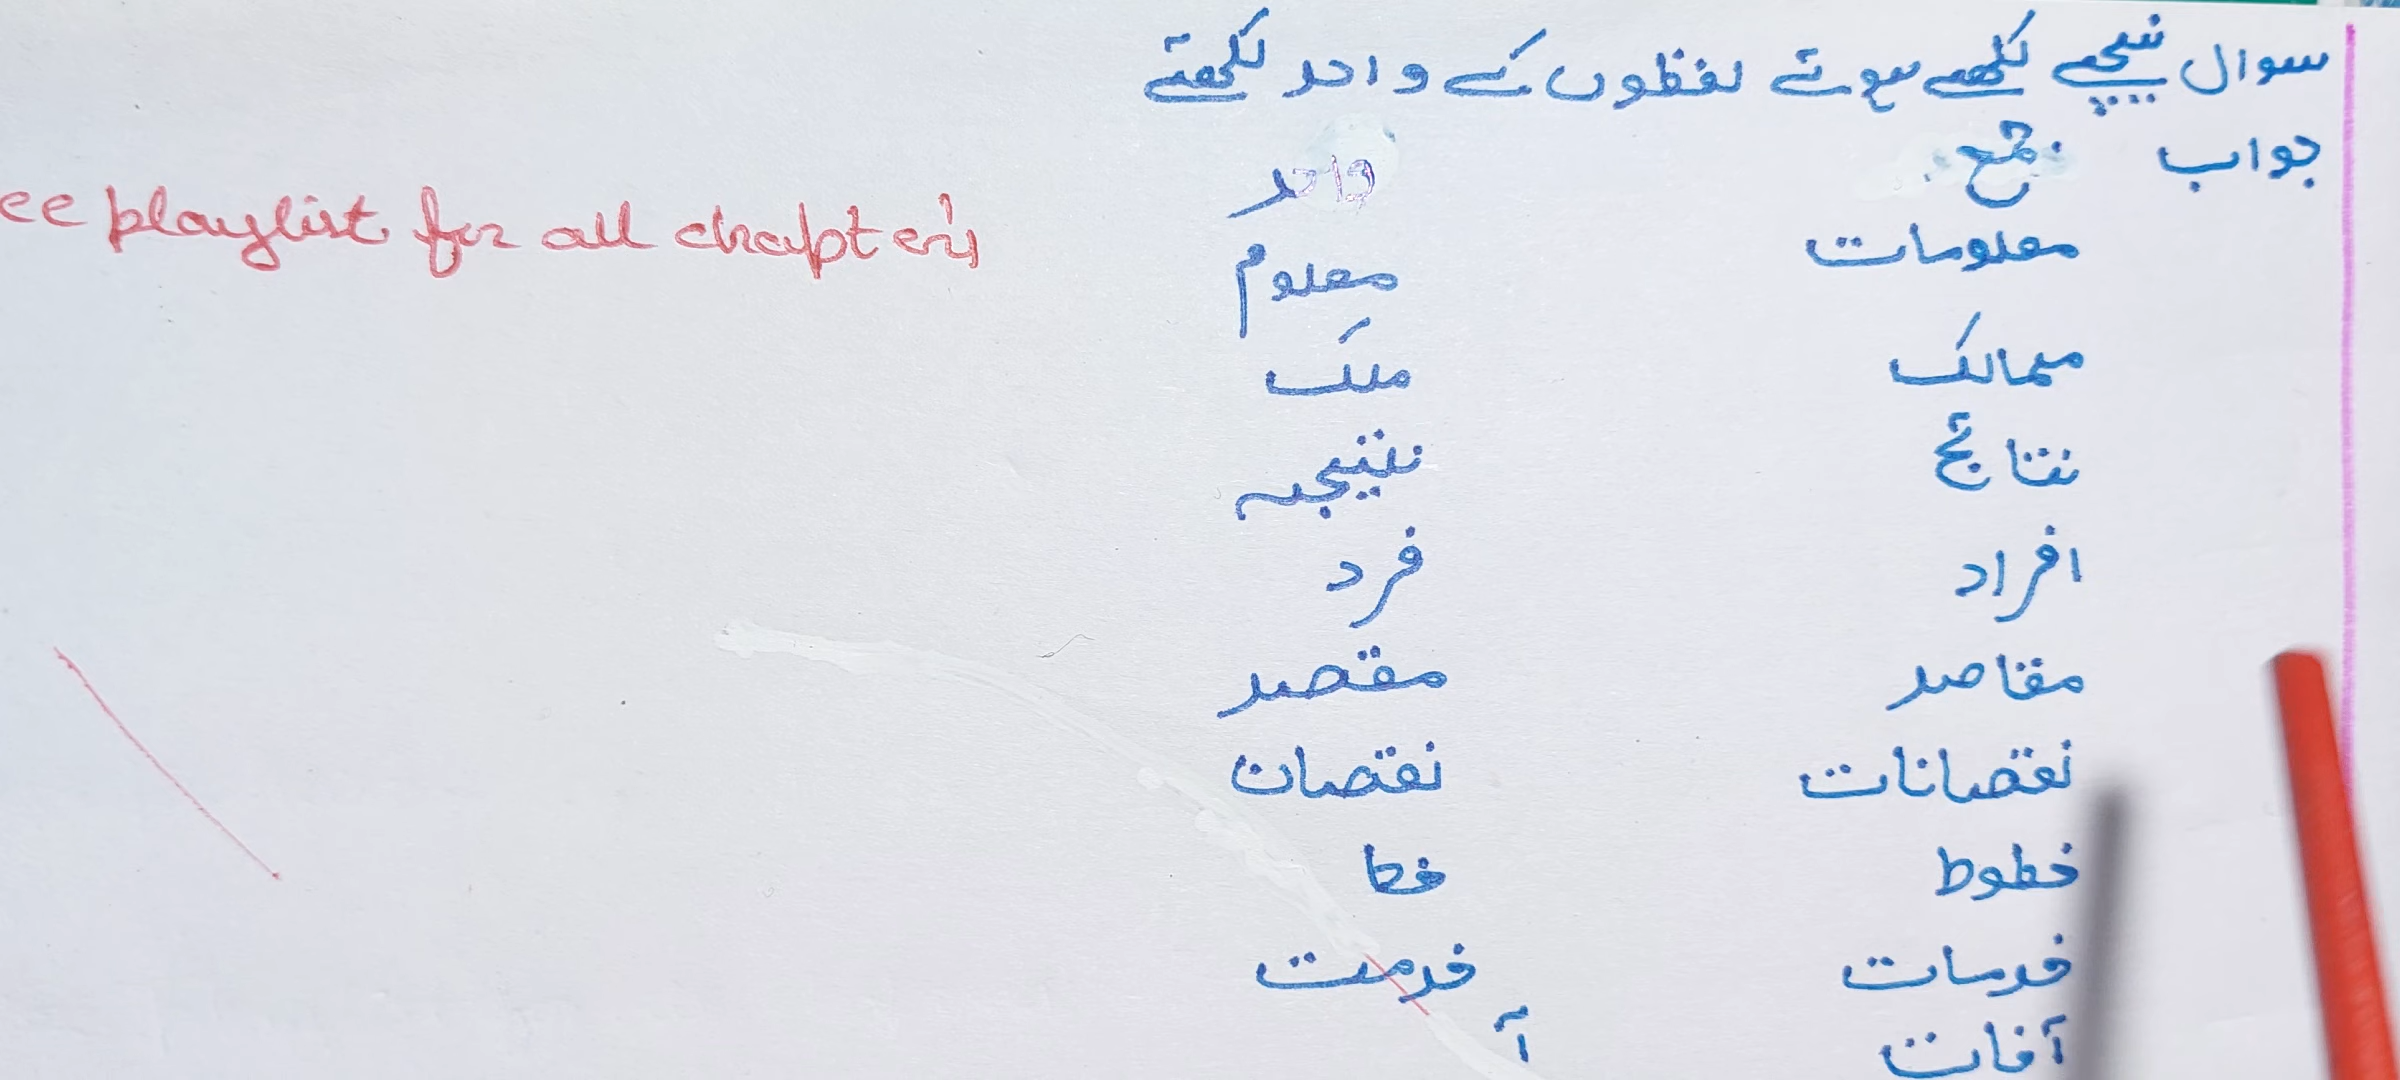 سوال نیچے لکھے ہوئے لفظوں کے واحد لکھئے
جواب جمع واحد
معلومات معلوم
ee playlist for all chapter's
ممالک ملک
نتائج نتیجہ
افراد فرد
مقاصد مقصد
نقصانات نقصان
خطوط خط
خدمات خدمت
آفات آ